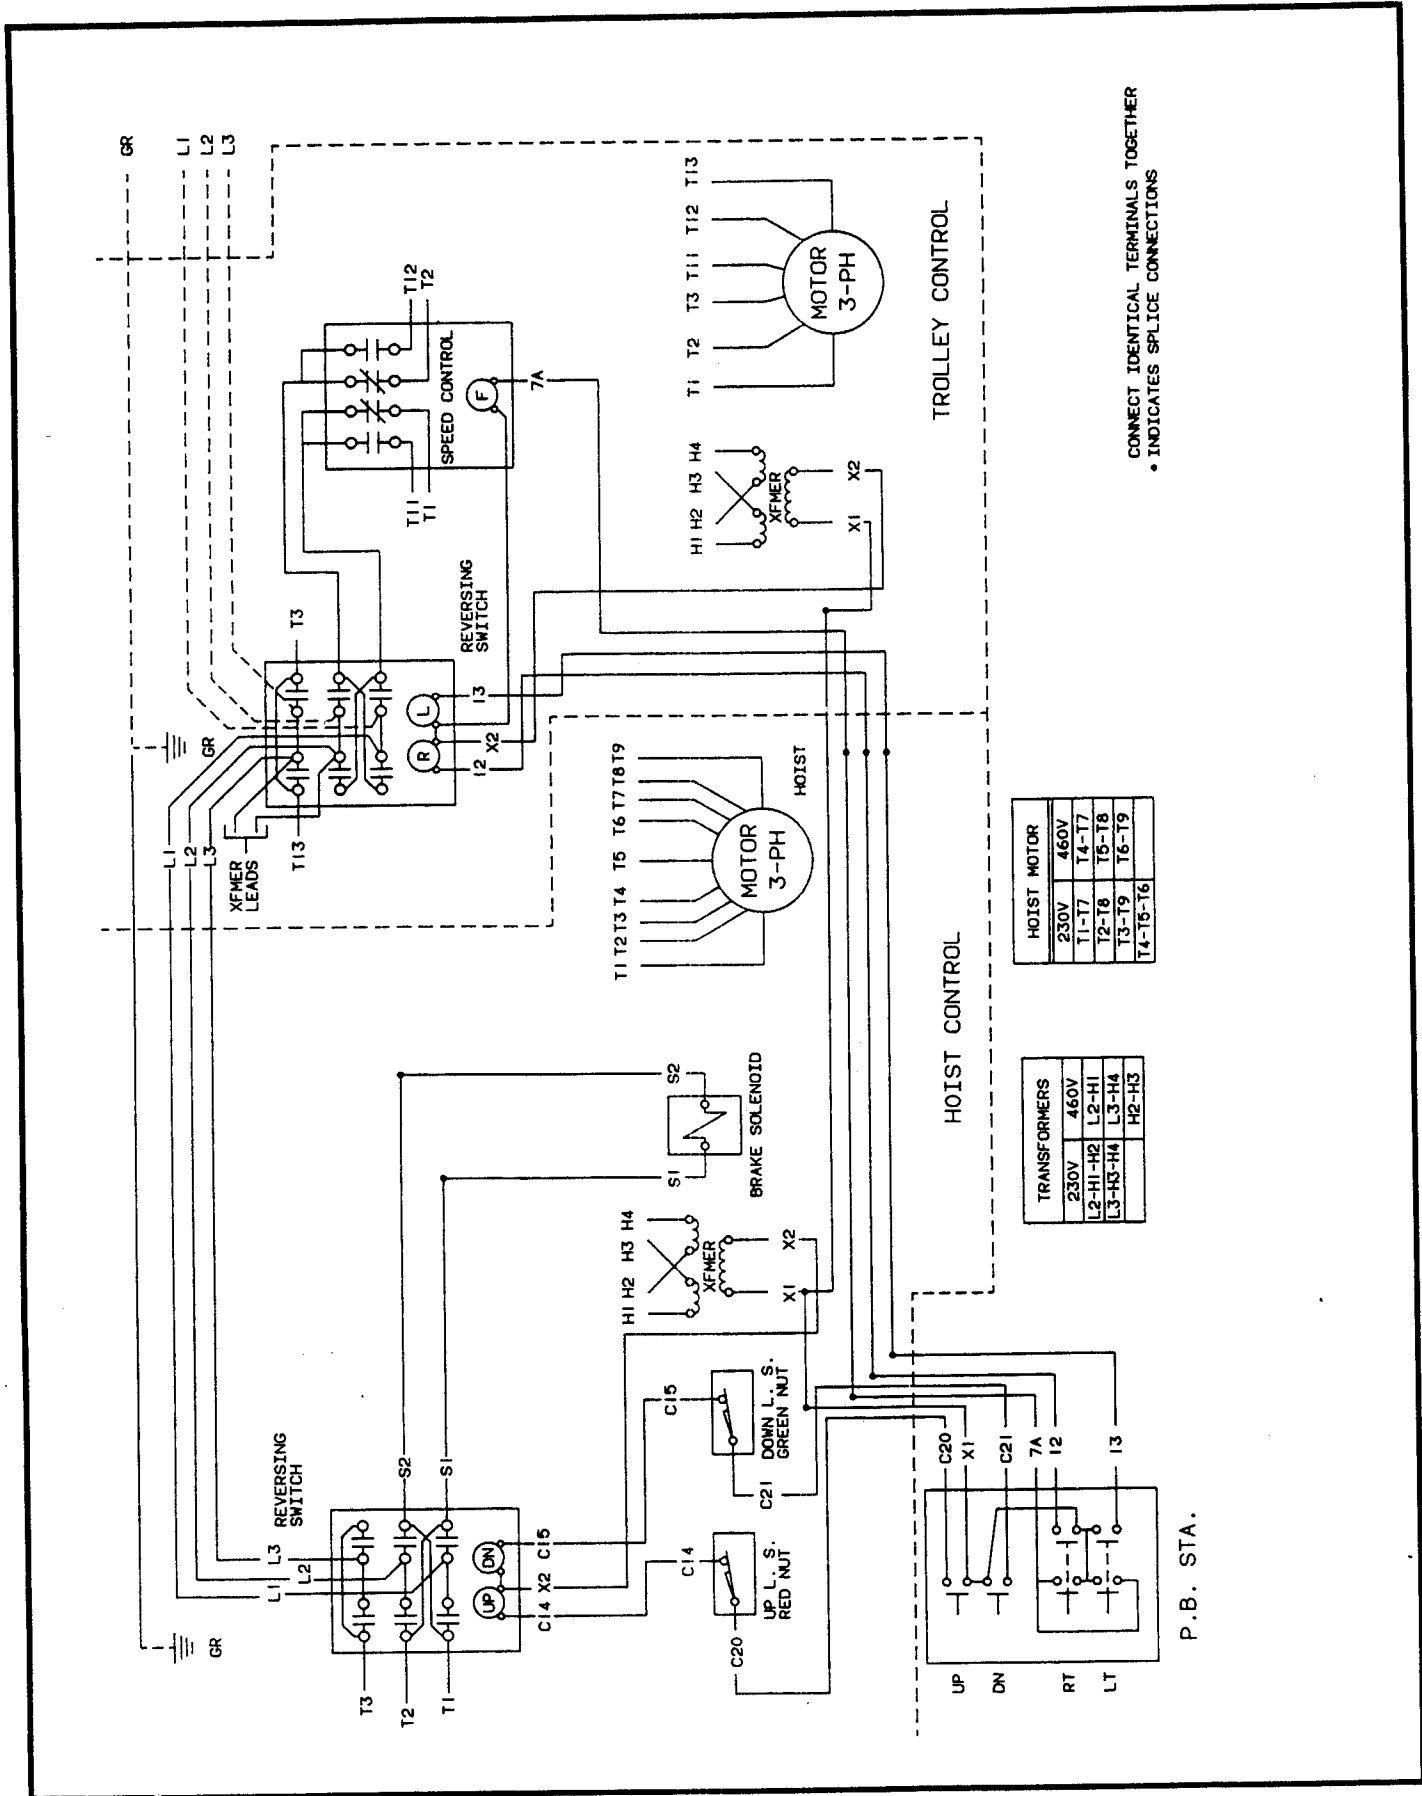 GR
L1
L2
L3
T12
T2
SPEED CONTROL
F
7A
T11
T1
T1 T2 T3 T11 T12 T13
MOTOR
3-PH
TROLLEY CONTROL
H1 H2 H3 H4
XFMER
X1 X2
REVERSING
SWITCH
T3
L
R
13
X2
12
GR
T13
XFMER
LEADS
L1
L2
L3
T1 T2 T3 T4 T5 T6 T7 T8 T9
MOTOR
3-PH
HOIST
HOIST CONTROL
S1 S2
BRAKE SOLENOID
H1 H2 H3 H4
XFMER
X1 X2
REVERSING
SWITCH
L1 L2 L3
S2
S1
T3
T2
T1
UP DN
C14 X2 C15
GR
C15
DOWN L. S.
GREEN NUT
C21
C14
UP L. S.
RED NUT
C20
C20
X1
C21
7A
12
13
UP
DN
RT
LT
P.B. STA.
TRANSFORMERS
230V 460V
L2-H1-H2 L2-H1
L3-H3-H4 L3-H4
H2-H3
HOIST MOTOR
230V 460V
T1-T7 T4-T7
T2-T8 T5-T8
T3-T9 T6-T9
T4-T5-T6
CONNECT IDENTICAL TERMINALS TOGETHER
• INDICATES SPLICE CONNECTIONS